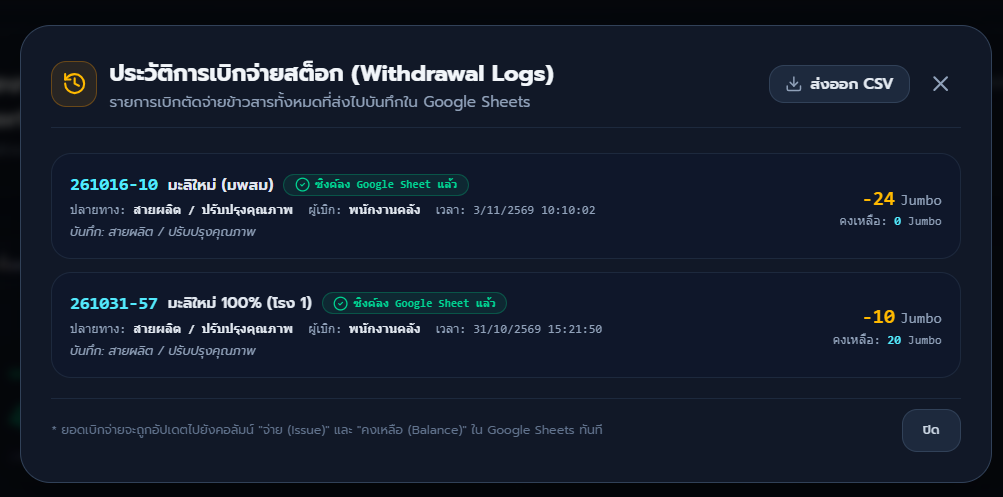 ประวัติการเบิกจ่ายสต็อก (Withdrawal Logs)
รายการเบิกตัดจ่ายข้าวสารทั้งหมดที่ส่งไปบันทึกใน Google Sheets
ส่งออก CSV
261016-10 มะลิใหม่ (มพสม) ซิงค์ลง Google Sheet แล้ว
ปลายทาง: สายผลิต / ปรับปรุงคุณภาพ ผู้เบิก: พนักงานคลัง เวลา: 3/11/2569 10:10:02
บันทึก: สายผลิต / ปรับปรุงคุณภาพ
-24 Jumbo
คงเหลือ: 0 Jumbo
261031-57 มะลิใหม่ 100% (โรง 1) ซิงค์ลง Google Sheet แล้ว
ปลายทาง: สายผลิต / ปรับปรุงคุณภาพ ผู้เบิก: พนักงานคลัง เวลา: 31/10/2569 15:21:50
บันทึก: สายผลิต / ปรับปรุงคุณภาพ
-10 Jumbo
คงเหลือ: 20 Jumbo
* ยอดเบิกจ่ายจะถูกอัปเดตไปยังคอลัมน์ "จ่าย (Issue)" และ "คงเหลือ (Balance)" ใน Google Sheets ทันที
ปิด